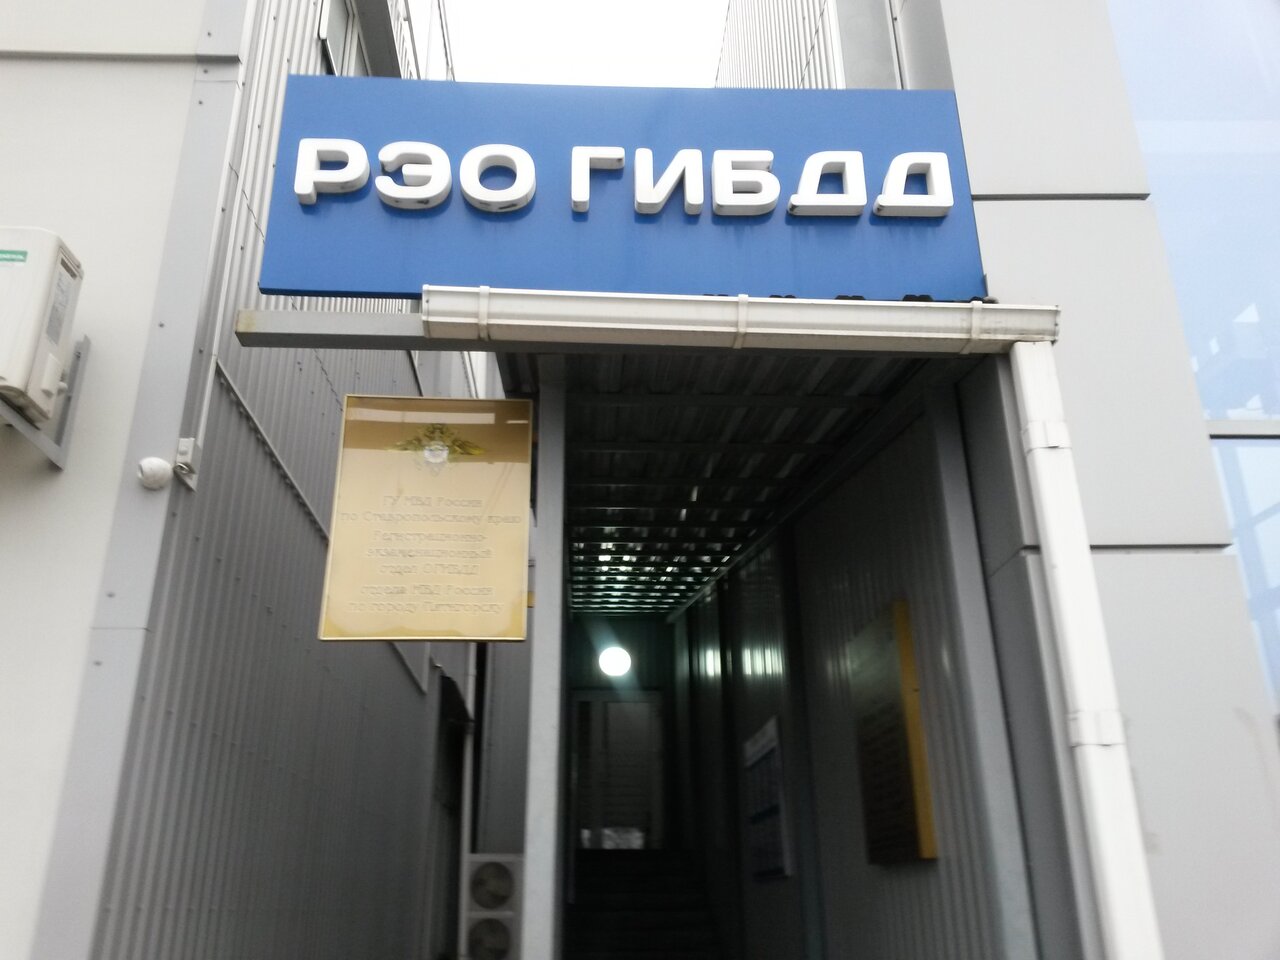 РЭО ГИБДД
ГУ МВД России
по Ставропольскому краю
Регистрационно-
экзаменационный
отдел ОГИБДД
отдела МВД России
по городу Пятигорску